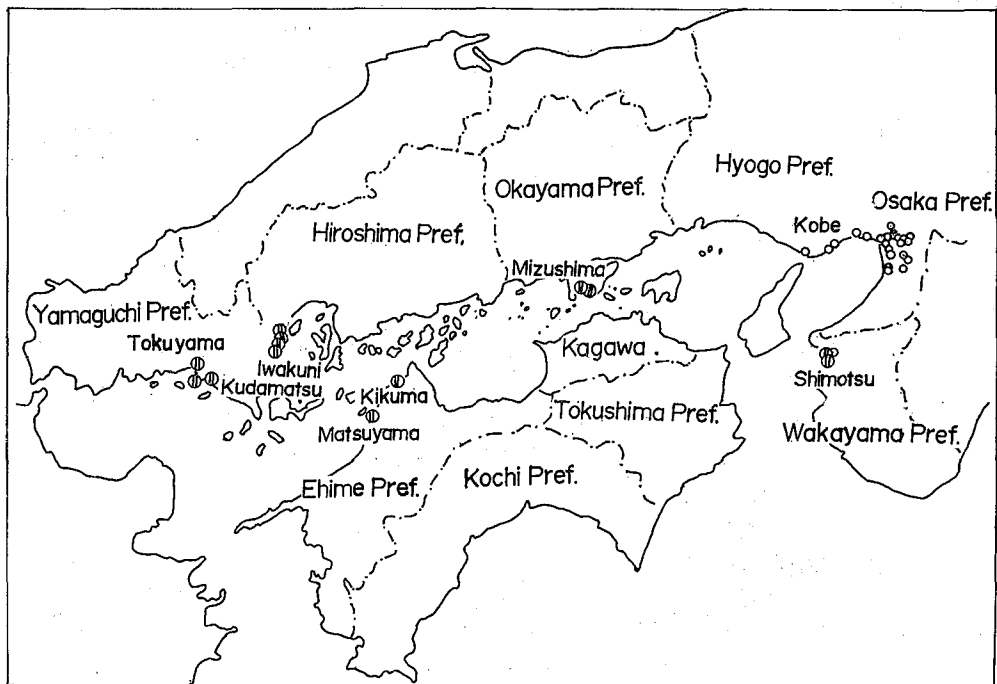 Hyogo Pref.
Okayama Pref.
Osaka Pref.
Kobe
Hiroshima Pref.
Mizushima
Yamaguchi Pref.
Tokuyama
Iwakuni
Kagawa
Kudamatsu
Kikuma
Shimotsu
Tokushima Pref.
Matsuyama
Wakayama Pref.
Kochi Pref.
Ehime Pref.